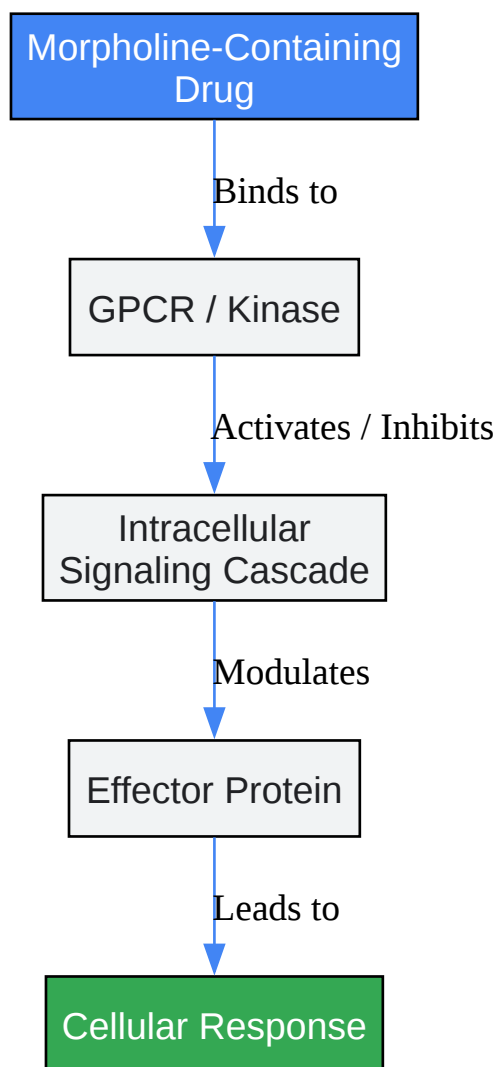 Morpholine-Containing
Drug
Binds to
GPCR / Kinase
Activates / Inhibits
Intracellular
Signaling Cascade
Modulates
Effector Protein
Leads to
Cellular Response